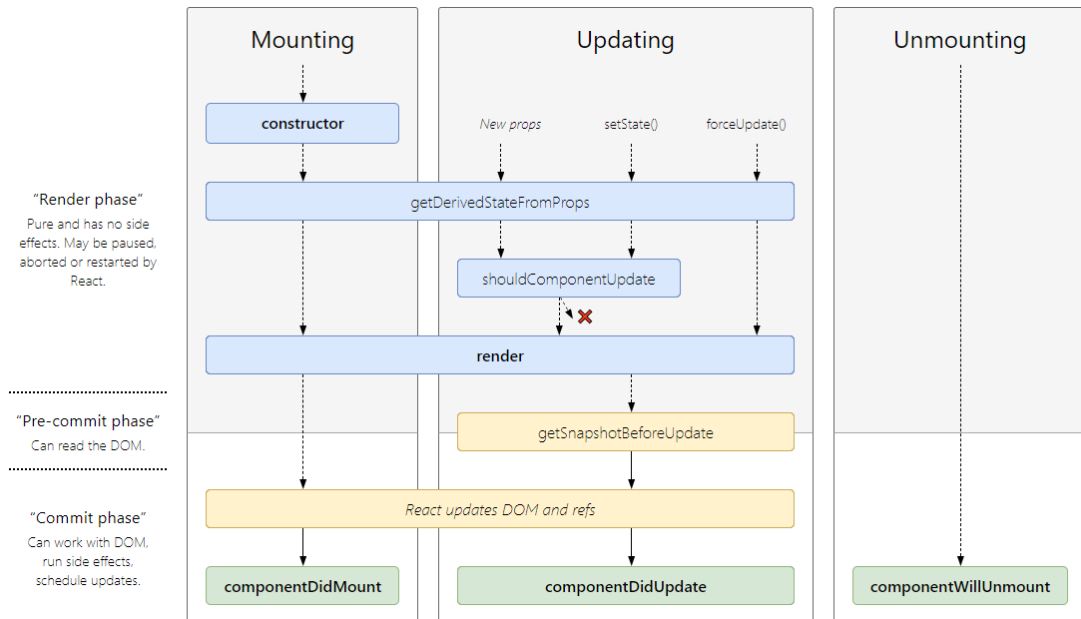 Mounting
Updating
Unmounting
constructor
New props
setState()
forceUpdate()
“Render phase”
Pure and has no side
effects. May be paused,
aborted or restarted by
React.
getDerivedStateFromProps
shouldComponentUpdate
render
“Pre-commit phase”
Can read the DOM.
getSnapshotBeforeUpdate
“Commit phase”
Can work with DOM,
run side effects,
schedule updates.
React updates DOM and refs
componentDidMount
componentDidUpdate
componentWillUnmount